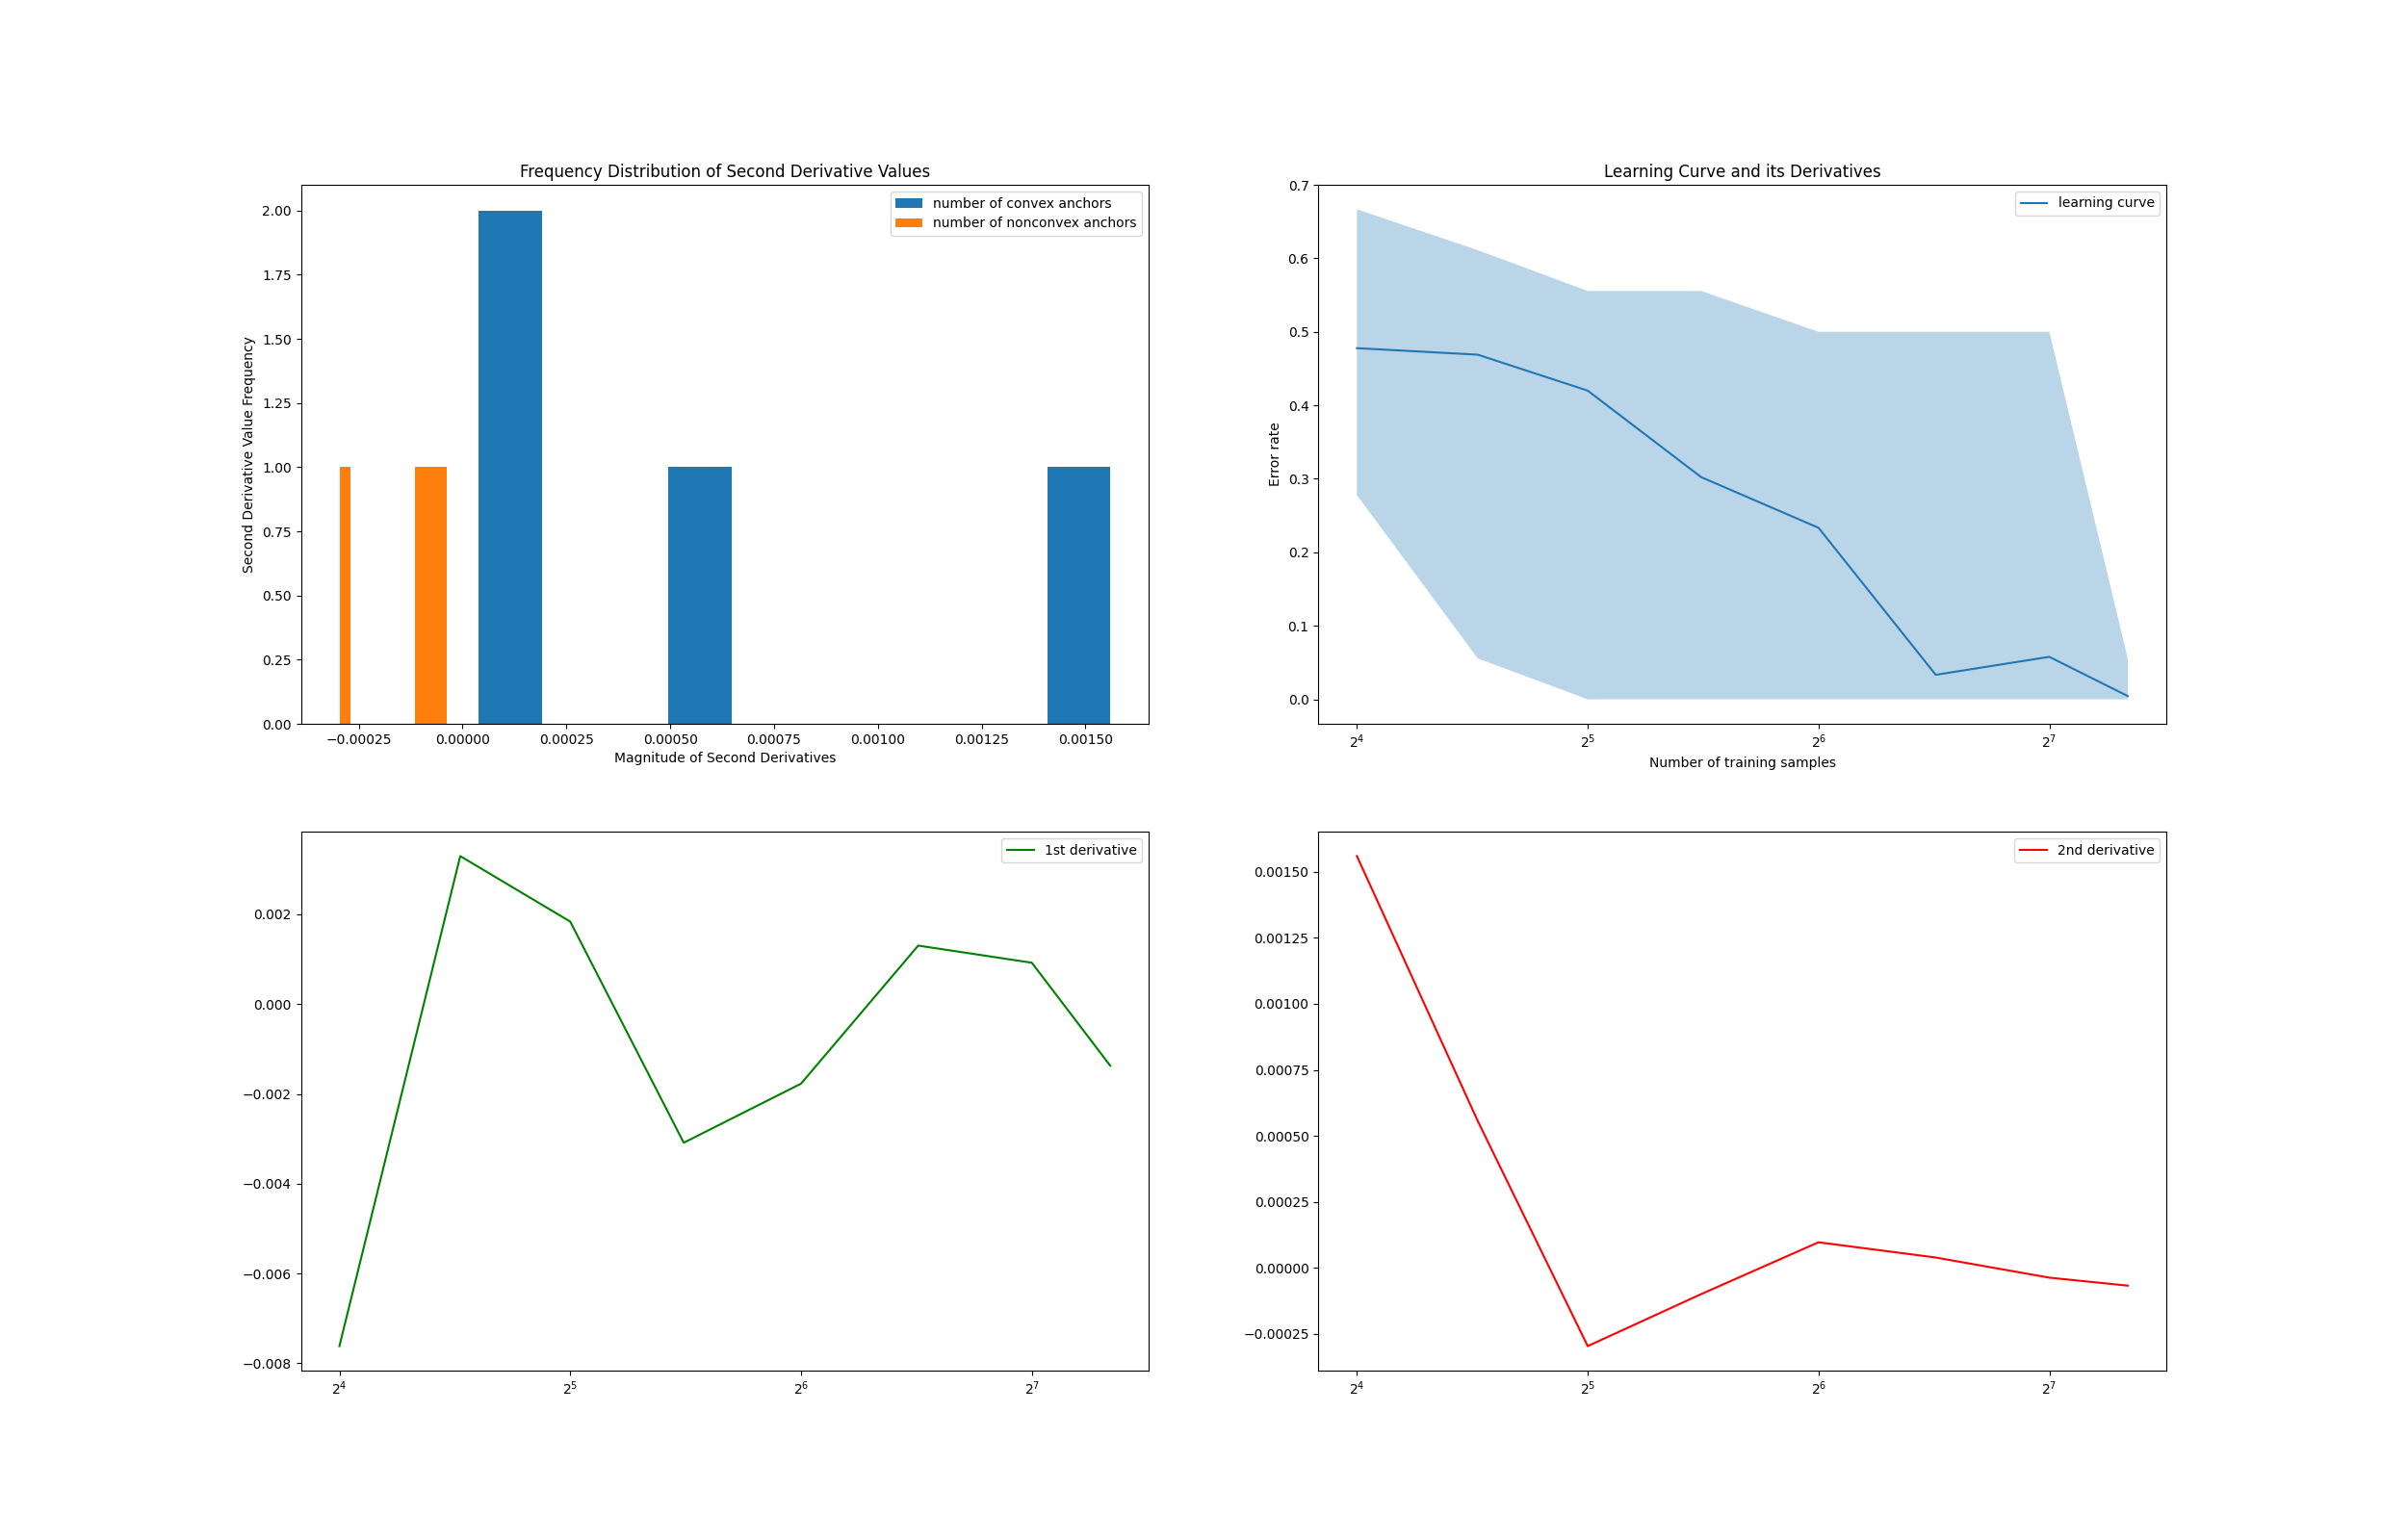 Frequency Distribution of Second Derivative Values
number of convex anchors
number of nonconvex anchors
2.00
1.75
1.50
1.25
1.00
0.75
0.50
0.25
0.00
Second Derivative Value Frequency
−0.00025 0.00000 0.00025 0.00050 0.00075 0.00100 0.00125 0.00150
Magnitude of Second Derivatives
Learning Curve and its Derivatives
learning curve
0.7
0.6
0.5
0.4
0.3
0.2
0.1
0.0
Error rate
2⁴ 2⁵ 2⁶ 2⁷
Number of training samples
1st derivative
0.002
0.000
−0.002
−0.004
−0.006
−0.008
2⁴ 2⁵ 2⁶ 2⁷
2nd derivative
0.00150
0.00125
0.00100
0.00075
0.00050
0.00025
0.00000
−0.00025
2⁴ 2⁵ 2⁶ 2⁷